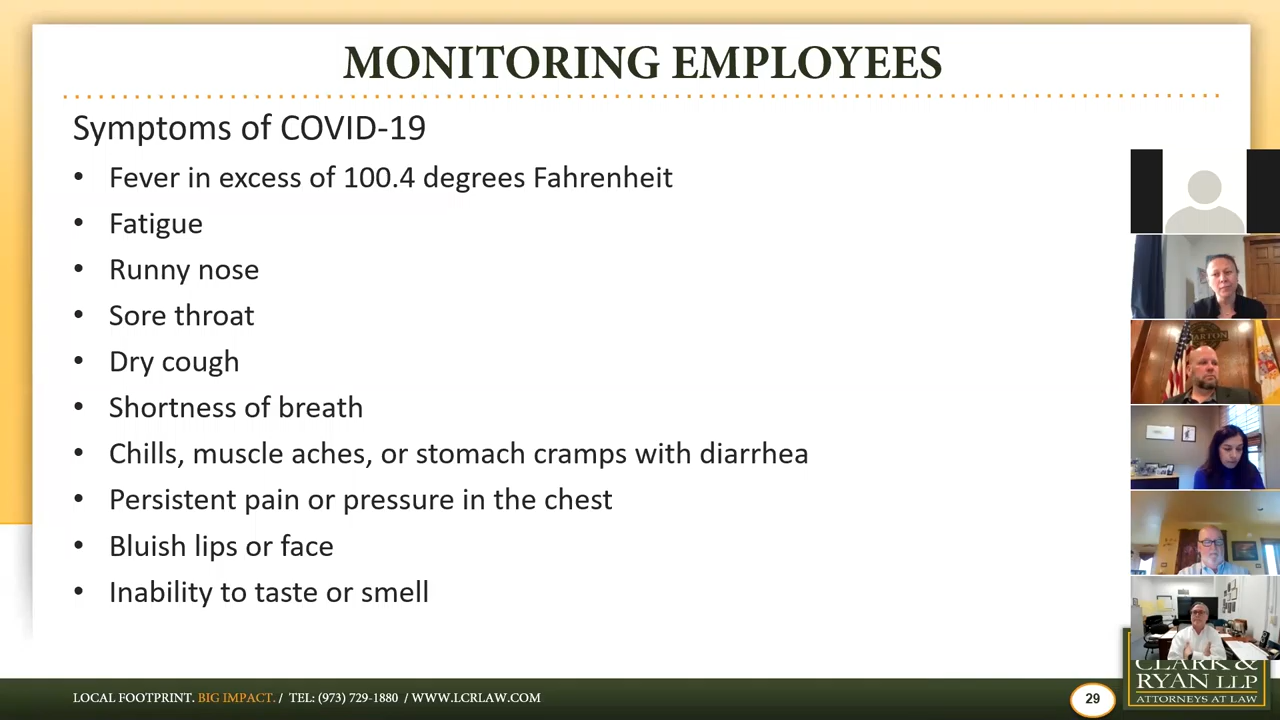 MONITORING EMPLOYEES
Symptoms of COVID-19
• Fever in excess of 100.4 degrees Fahrenheit
• Fatigue
• Runny nose
• Sore throat
• Dry cough
• Shortness of breath
• Chills, muscle aches, or stomach cramps with diarrhea
• Persistent pain or pressure in the chest
• Bluish lips or face
• Inability to taste or smell
CLARK &
RYAN LLP
ATTORNEYS AT LAW
LOCAL FOOTPRINT. BIG IMPACT. / TEL: (973) 729-1880 / WWW.LCRLAW.COM
29